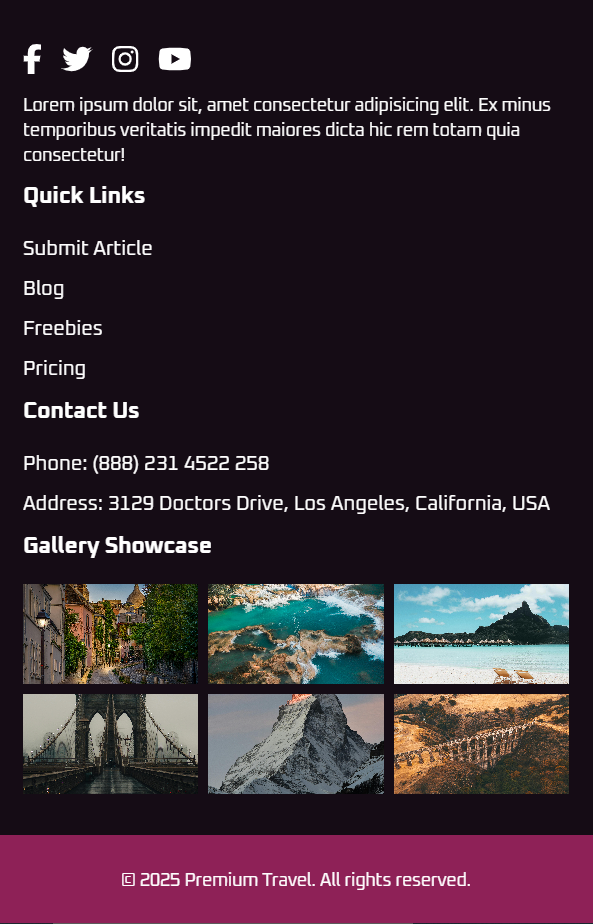 Lorem ipsum dolor sit, amet consectetur adipisicing elit. Ex minus
temporibus veritatis impedit maiores dicta hic rem totam quia
consectetur!
Quick Links
Submit Article
Blog
Freebies
Pricing
Contact Us
Phone: (888) 231 4522 258
Address: 3129 Doctors Drive, Los Angeles, California, USA
Gallery Showcase
© 2025 Premium Travel. All rights reserved.